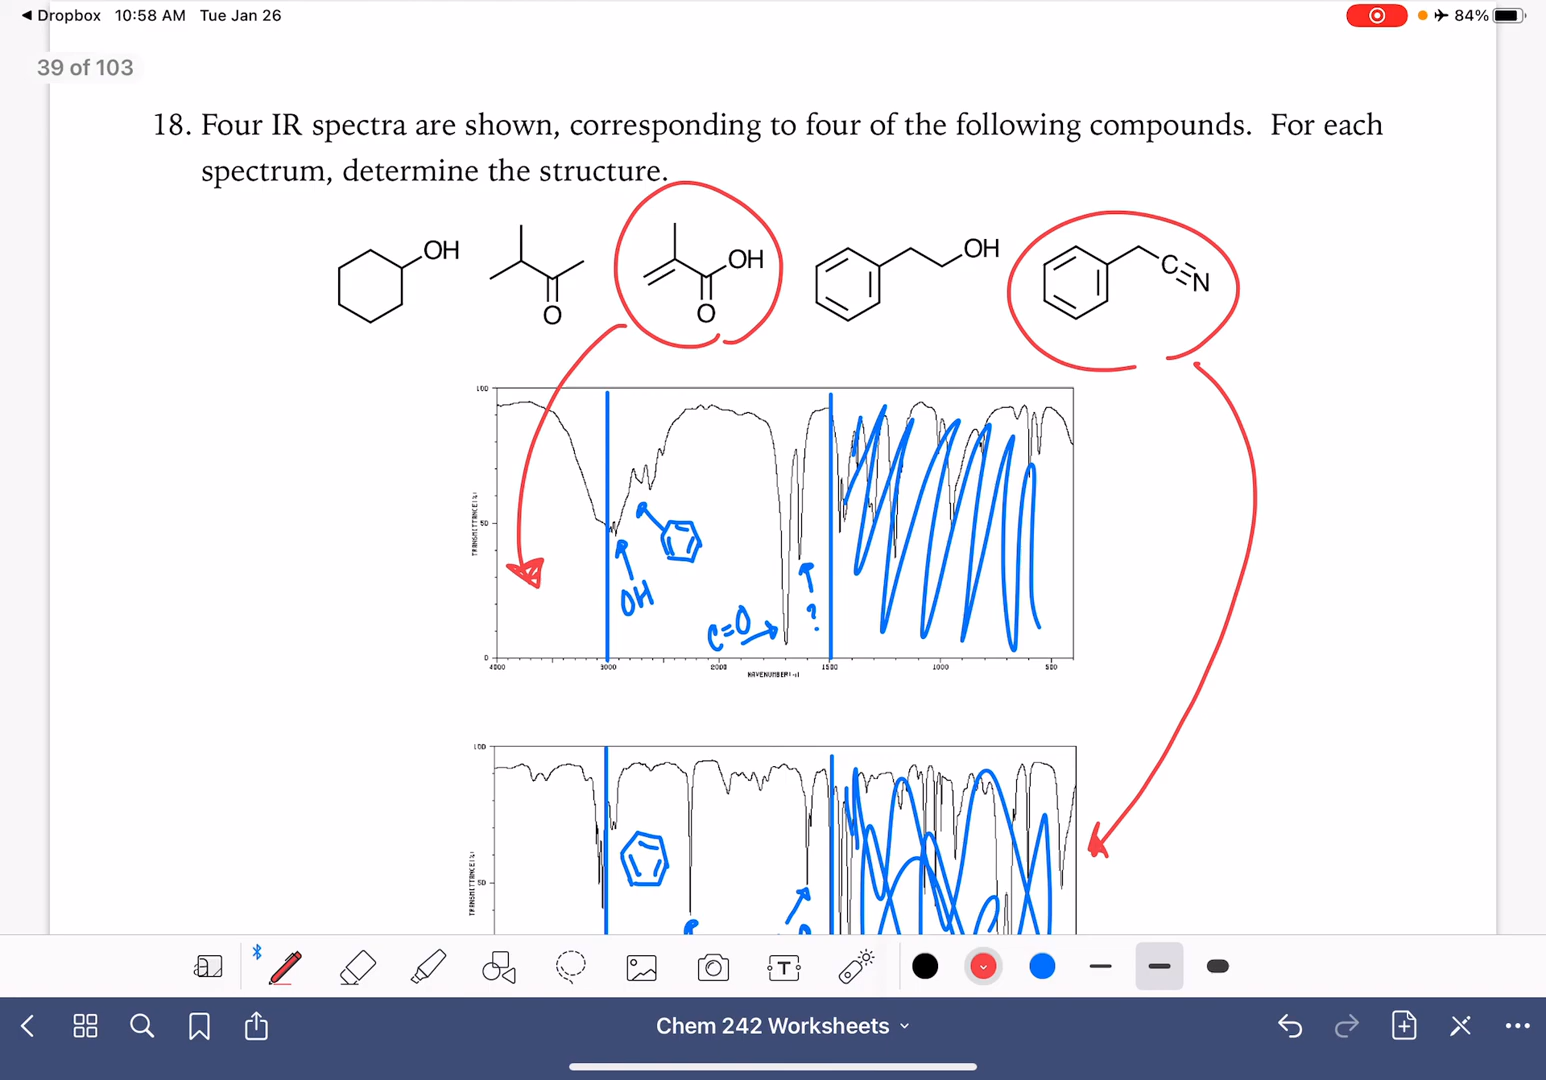 Dropbox 10:58 AM Tue Jan 26
84%
39 of 103
18. Four IR spectra are shown, corresponding to four of the following compounds. For each
spectrum, determine the structure.
OH
O
OH
O
OH
C
N
100
50
0
TRANSMITTANCE(%)
OH
C=O
?
4000 3000 2000 1500 1000 500
100
50
TRANSMITTANCE(%)
T
Chem 242 Worksheets